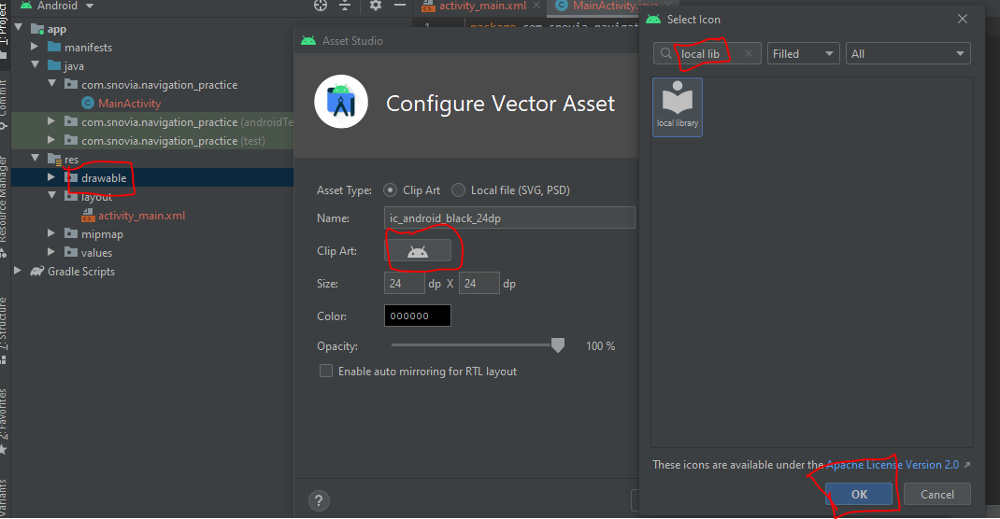 Android
activity_main.xml
MainActivity.java
1
package com.snovia.navigat
1: Project
Commit
Resource Manager
7: Structure
2: Favorites
Variants
app
manifests
java
com.snovia.navigation_practice
MainActivity
com.snovia.navigation_practice (androidTe
com.snovia.navigation_practice (test)
res
drawable
layout
activity_main.xml
mipmap
values
Gradle Scripts
Asset Studio
Configure Vector Asset
Asset Type: Clip Art Local file (SVG, PSD)
Name: ic_android_black_24dp
Clip Art:
Size: 24 dp X 24 dp
Color: 000000
Opacity: 100 %
Enable auto mirroring for RTL layout
?
Select Icon
local lib Filled All
local library
These icons are available under the Apache License Version 2.0
OK Cancel